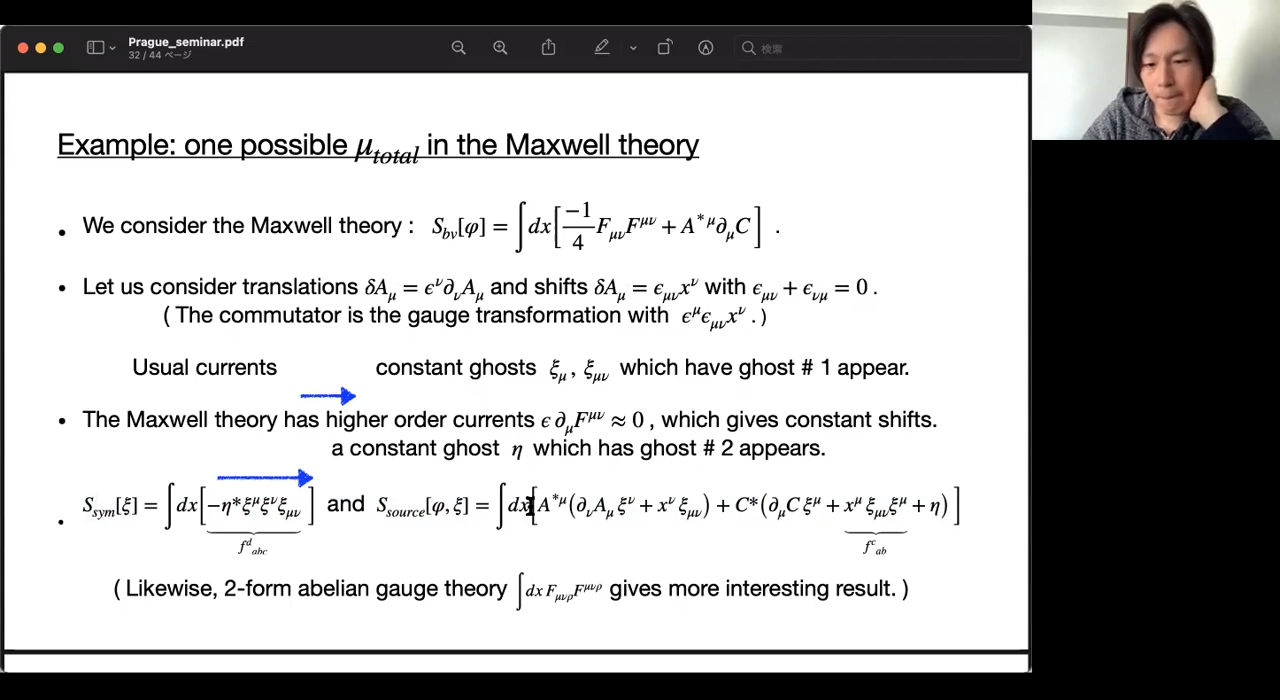 Prague_seminar.pdf
32 / 44 ページ
検索
Example: one possible μ_total in the Maxwell theory
• We consider the Maxwell theory : S_bv[φ] = ∫dx[ −1/4 F_μν F^μν + A*^μ ∂_μ C ] .
• Let us consider translations δA_μ = ϵ^ν ∂_ν A_μ and shifts δA_μ = ϵ_μν x^ν with ϵ_μν + ϵ_νμ = 0 .
( The commutator is the gauge transformation with ϵ^μ ϵ_μν x^ν . )
Usual currents constant ghosts ξ_μ , ξ_μν which have ghost # 1 appear.
• The Maxwell theory has higher order currents ϵ ∂_μ F^μν ≈ 0 , which gives constant shifts.
a constant ghost η which has ghost # 2 appears.
• S_sym[ξ] = ∫dx[ −η* ξ^μ ξ^ν ξ_μν ] and S_source[φ, ξ] = ∫dx[ A*^μ (∂_ν A_μ ξ^ν + x^ν ξ_μν) + C* (∂_μ C ξ^μ + x^μ ξ_μν ξ^μ + η) ]
f^d_abc f^c_ab
( Likewise, 2-form abelian gauge theory ∫dx F_μνρ F^μνρ gives more interesting result. )